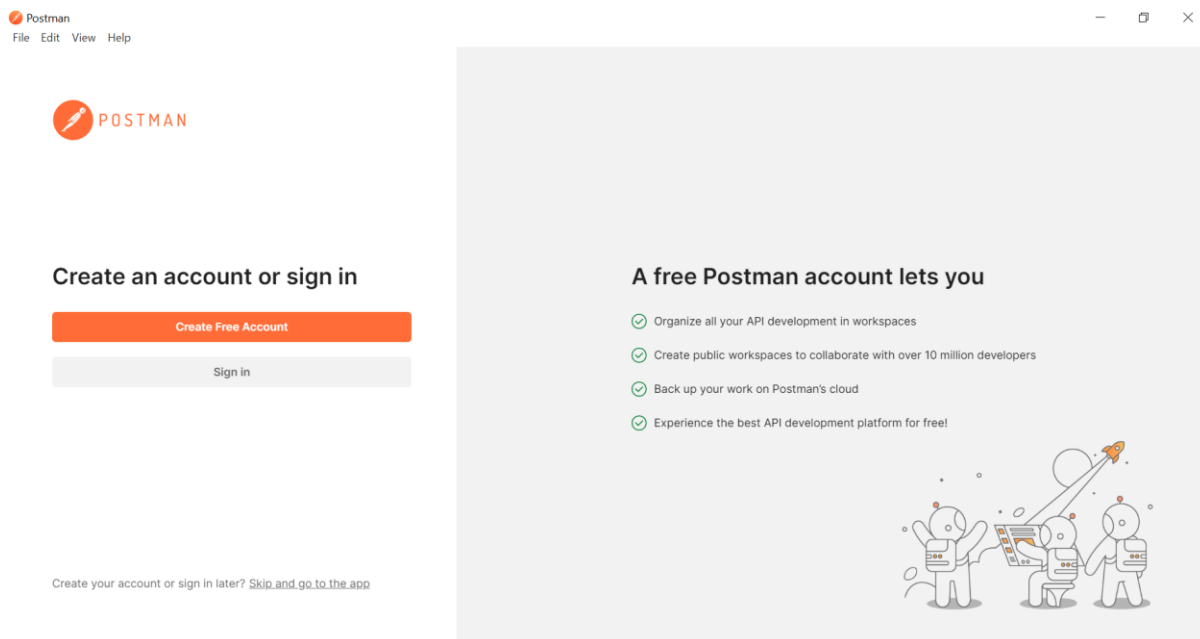 Postman
File Edit View Help
POSTMAN
Create an account or sign in
Create Free Account
Sign in
Create your account or sign in later? Skip and go to the app
A free Postman account lets you
Organize all your API development in workspaces
Create public workspaces to collaborate with over 10 million developers
Back up your work on Postman's cloud
Experience the best API development platform for free!